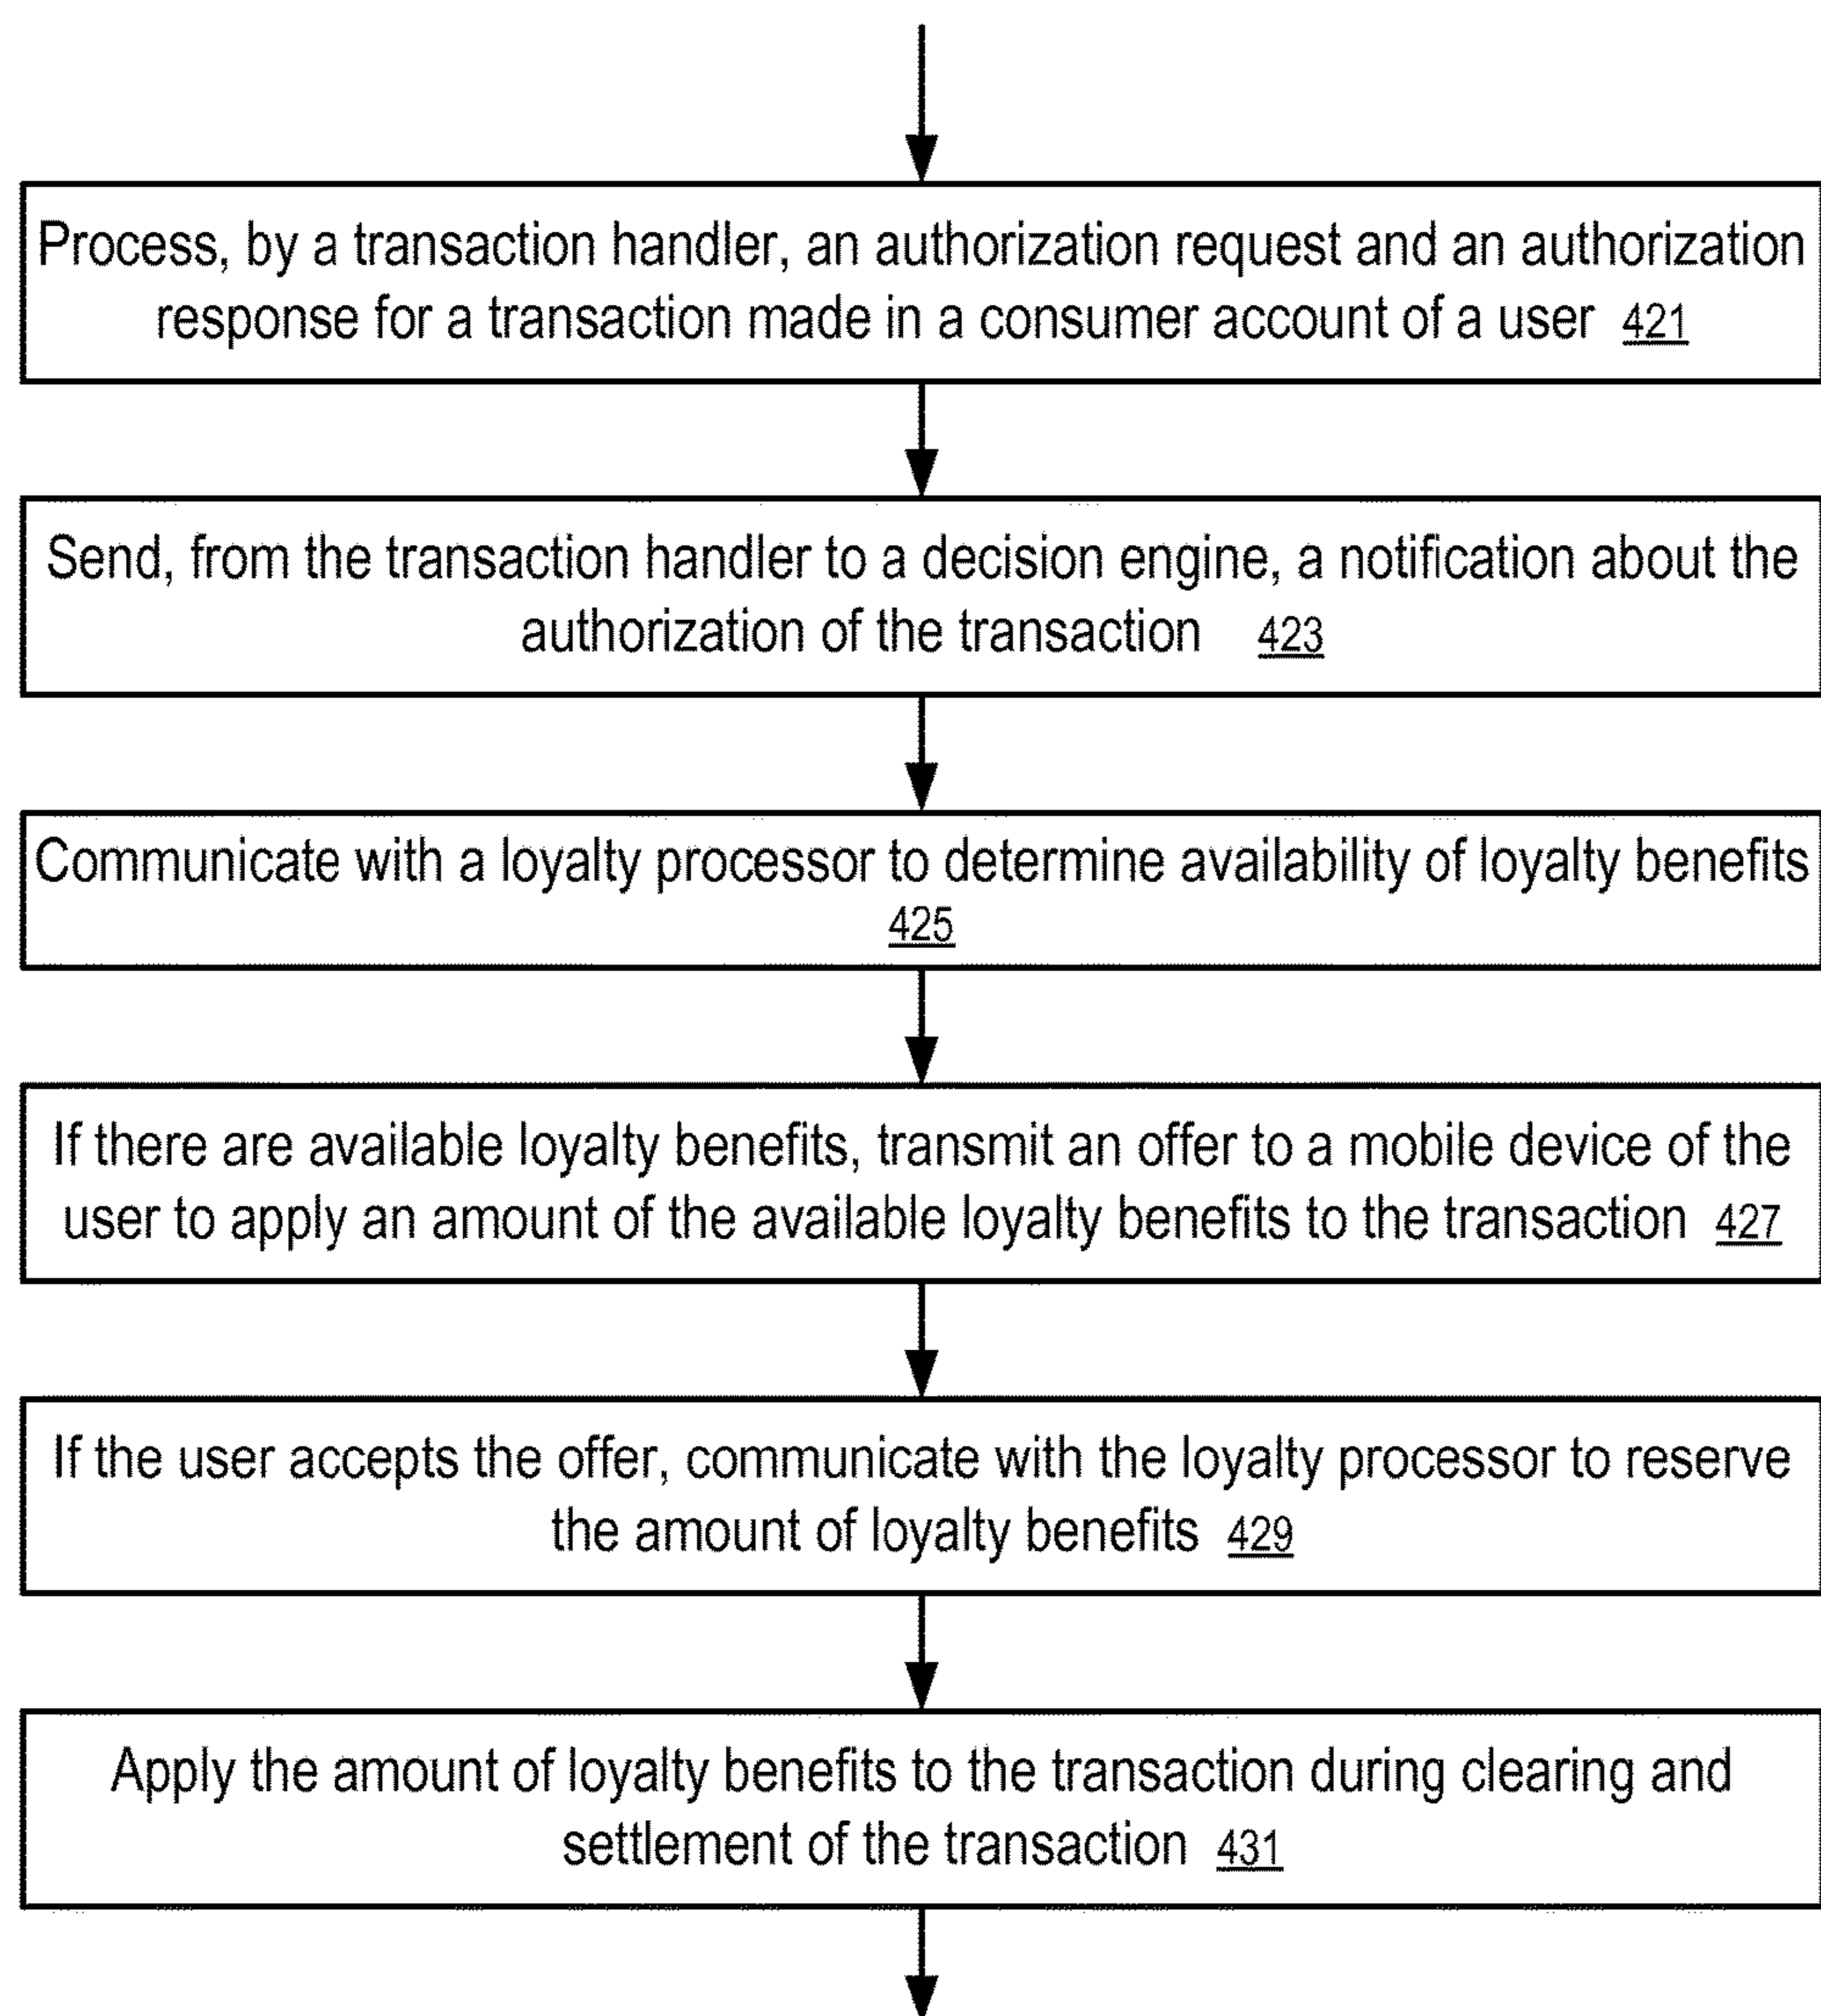 Process, by a transaction handler, an authorization request and an authorization
response for a transaction made in a consumer account of a user 421
Send, from the transaction handler to a decision engine, a notification about the
authorization of the transaction 423
Communicate with a loyalty processor to determine availability of loyalty benefits
425
If there are available loyalty benefits, transmit an offer to a mobile device of the
user to apply an amount of the available loyalty benefits to the transaction 427
If the user accepts the offer, communicate with the loyalty processor to reserve
the amount of loyalty benefits 429
Apply the amount of loyalty benefits to the transaction during clearing and
settlement of the transaction 431